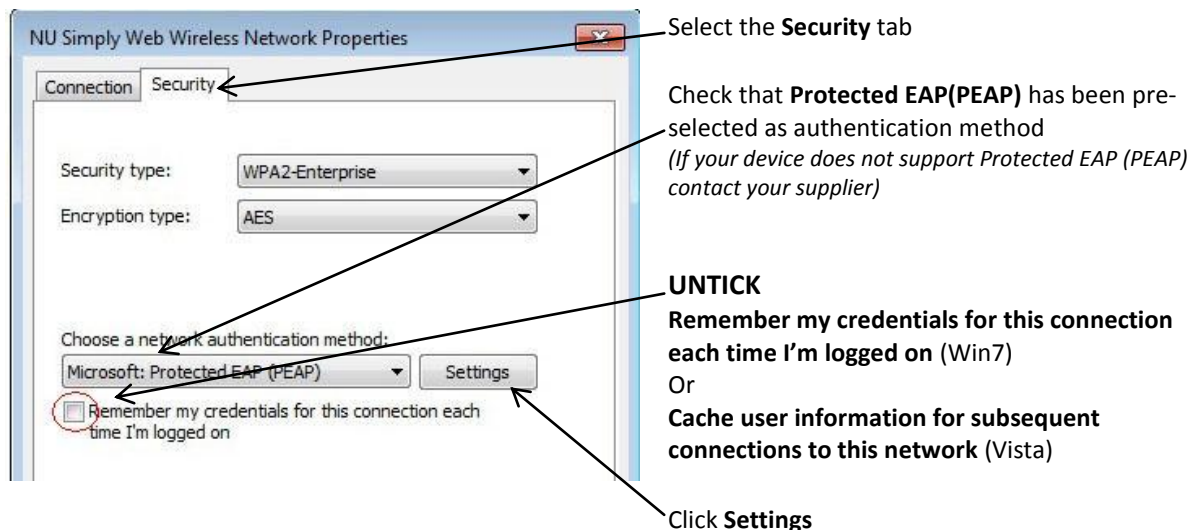 NU Simply Web Wireless Network Properties
Connection
Security
Security type:
WPA2-Enterprise
Encryption type:
AES
Choose a network authentication method:
Microsoft: Protected EAP (PEAP)
Settings
Remember my credentials for this connection each
time I'm logged on
Select the Security tab
Check that Protected EAP(PEAP) has been pre-
selected as authentication method
(If your device does not support Protected EAP (PEAP)
contact your supplier)
UNTICK
Remember my credentials for this connection
each time I’m logged on (Win7)
Or
Cache user information for subsequent
connections to this network (Vista)
Click Settings